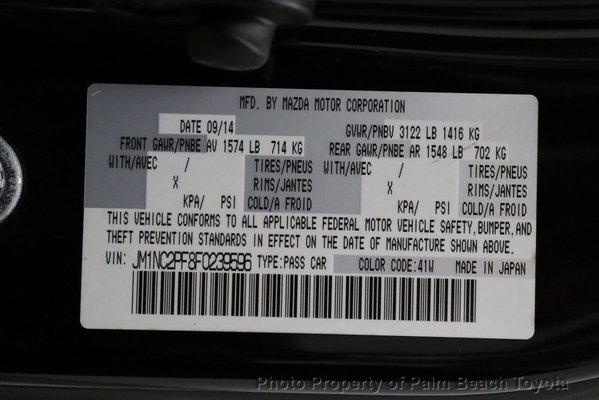 MFD. BY MAZDA MOTOR CORPORATION
DATE 09/14 GVWR/PNBV 3122 LB 1416 KG
FRONT GAWR/PNBE AV 1574 LB 714 KG REAR GAWR/PNBE AR 1548 LB 702 KG
WITH/AVEC / TIRES/PNEUS WITH/AVEC / TIRES/PNEUS
X RIMS/JANTES X RIMS/JANTES
KPA/ PSI COLD/A FROID KPA/ PSI COLD/A FROID
THIS VEHICLE CONFORMS TO ALL APPLICABLE FEDERAL MOTOR VEHICLE SAFETY, BUMPER, AND
THEFT PREVENTION STANDARDS IN EFFECT ON THE DATE OF MANUFACTURE SHOWN ABOVE.
VIN: JM1NC2PF8F0239596 TYPE:PASS CAR COLOR CODE:41W MADE IN JAPAN
Photo Property of Palm Beach Toyota